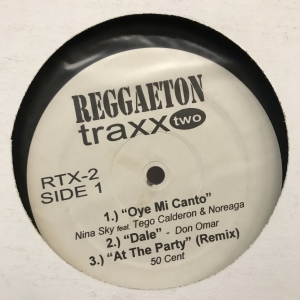 REGGAETON
traxx two
RTX-2
SIDE 1
1.) "Oye Mi Canto"
Nina Sky feat. Tego Calderon & Noreaga
2.) "Dale" - Don Omar
3.) "At The Party" (Remix)
50 Cent